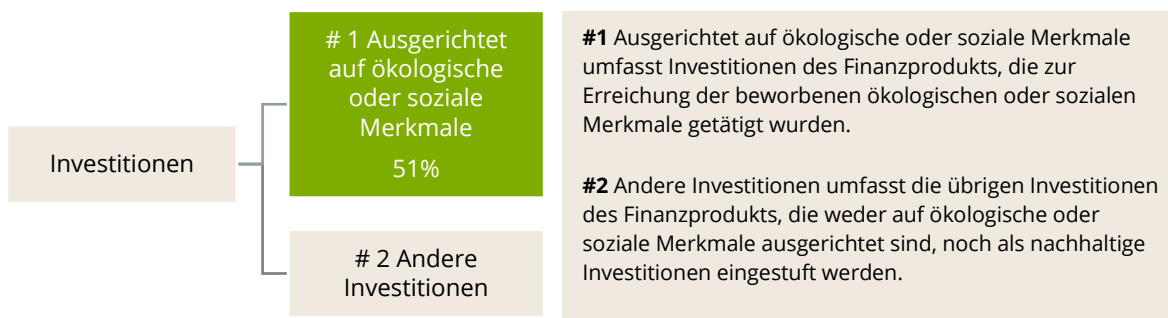 Investitionen
# 1 Ausgerichtet
auf ökologische
oder soziale
Merkmale
51%
# 2 Andere
Investitionen
#1 Ausgerichtet auf ökologische oder soziale Merkmale
umfasst Investitionen des Finanzprodukts, die zur
Erreichung der beworbenen ökologischen oder sozialen
Merkmale getätigt wurden.
#2 Andere Investitionen umfasst die übrigen Investitionen
des Finanzprodukts, die weder auf ökologische oder
soziale Merkmale ausgerichtet sind, noch als nachhaltige
Investitionen eingestuft werden.